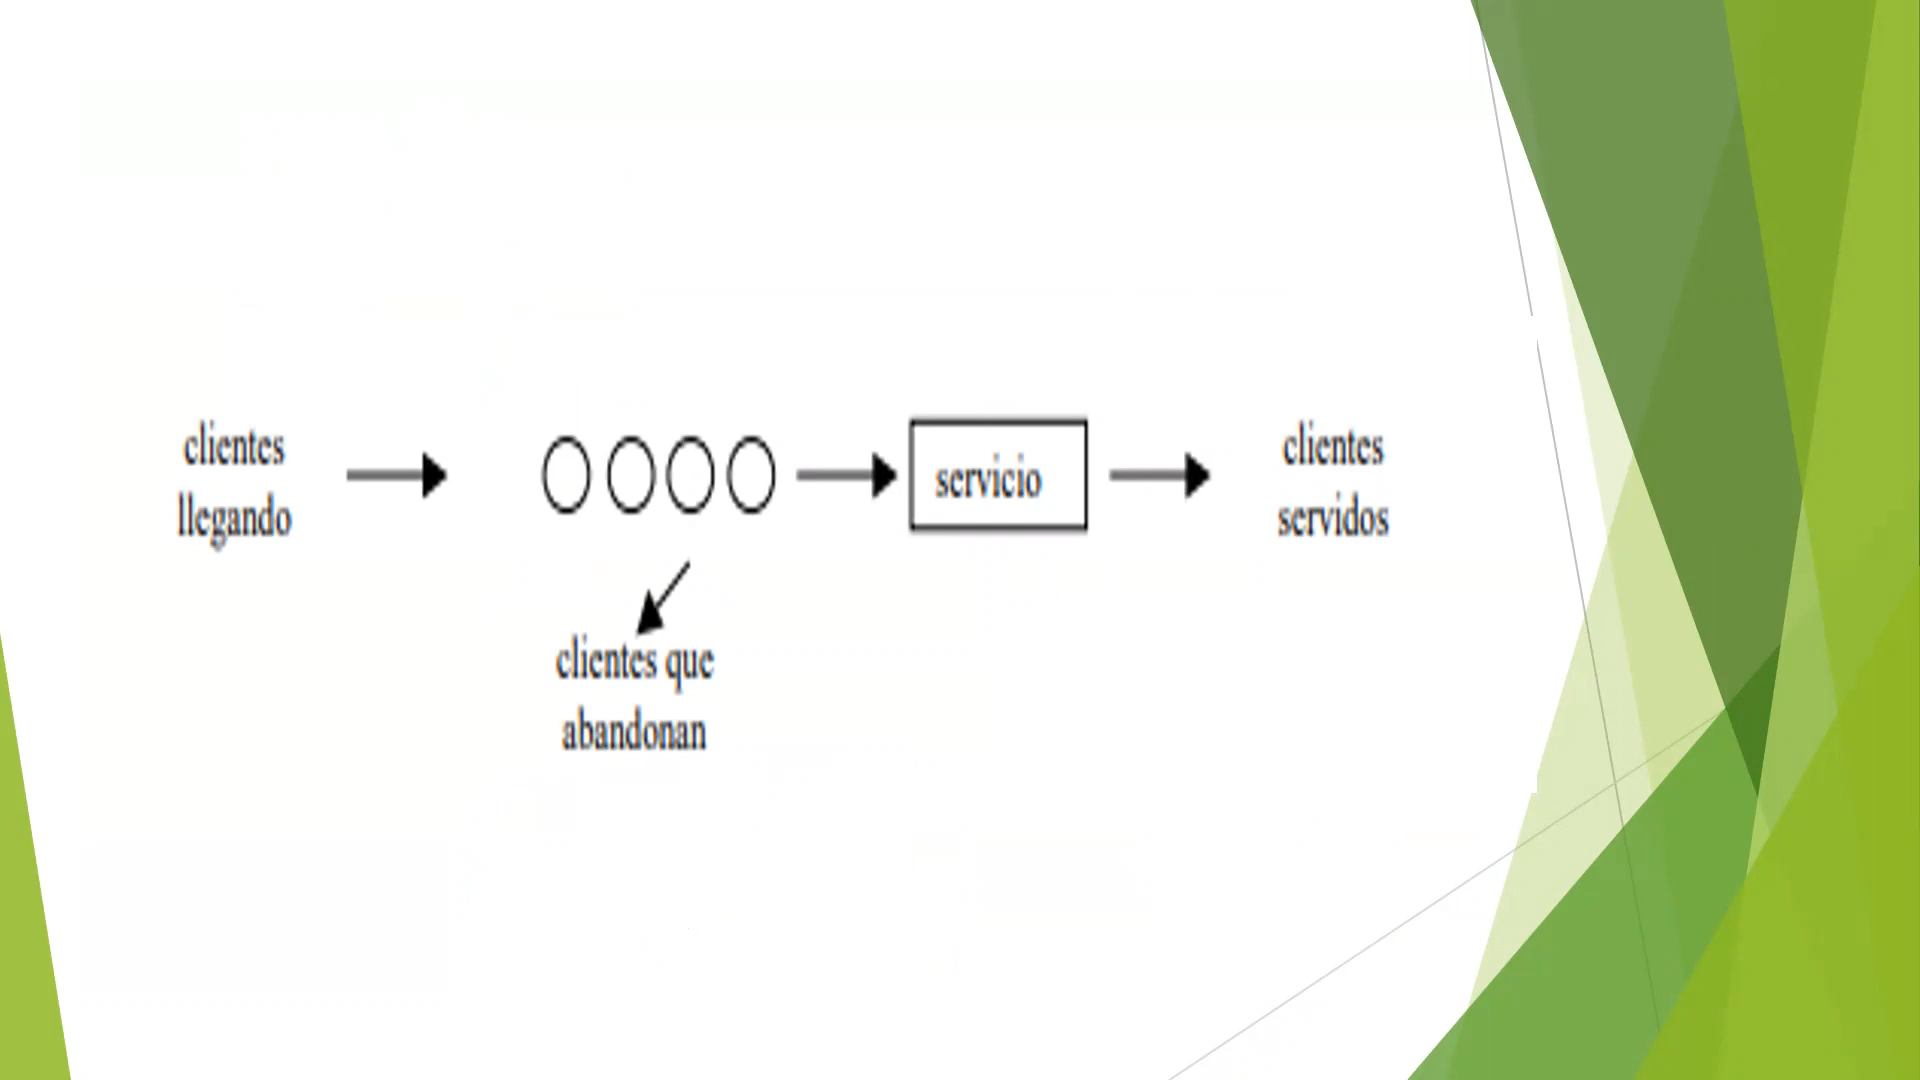 clientes
llegando
servicio
clientes
servidos
clientes que
abandonan